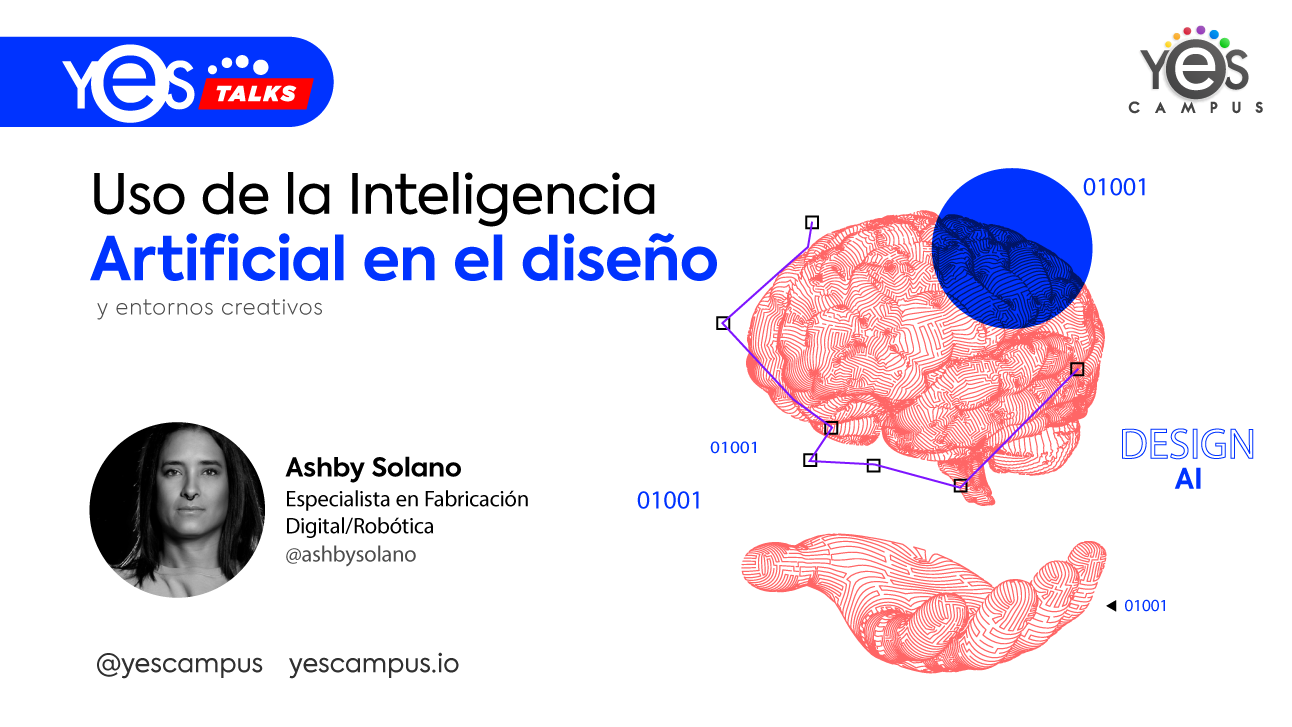 YES TALKS
YES
CAMPUS
Uso de la Inteligencia
Artificial en el diseño
y entornos creativos
01001
01001
01001
DESIGN
AI
Ashby Solano
Especialista en Fabricación
Digital/Robótica
@ashbysolano
01001
@yescampus yescampus.io